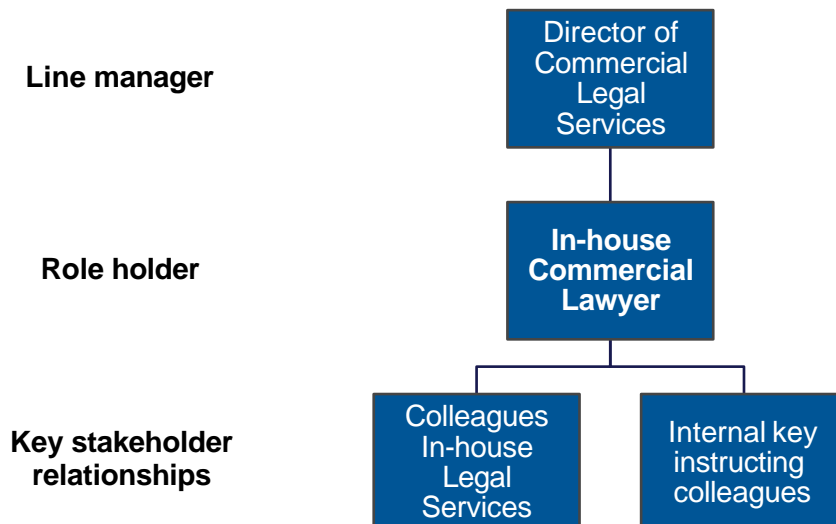 Line manager
Director of
Commercial
Legal
Services
Role holder
In-house
Commercial
Lawyer
Key stakeholder
relationships
Colleagues
In-house
Legal
Services
Internal key
instructing
colleagues